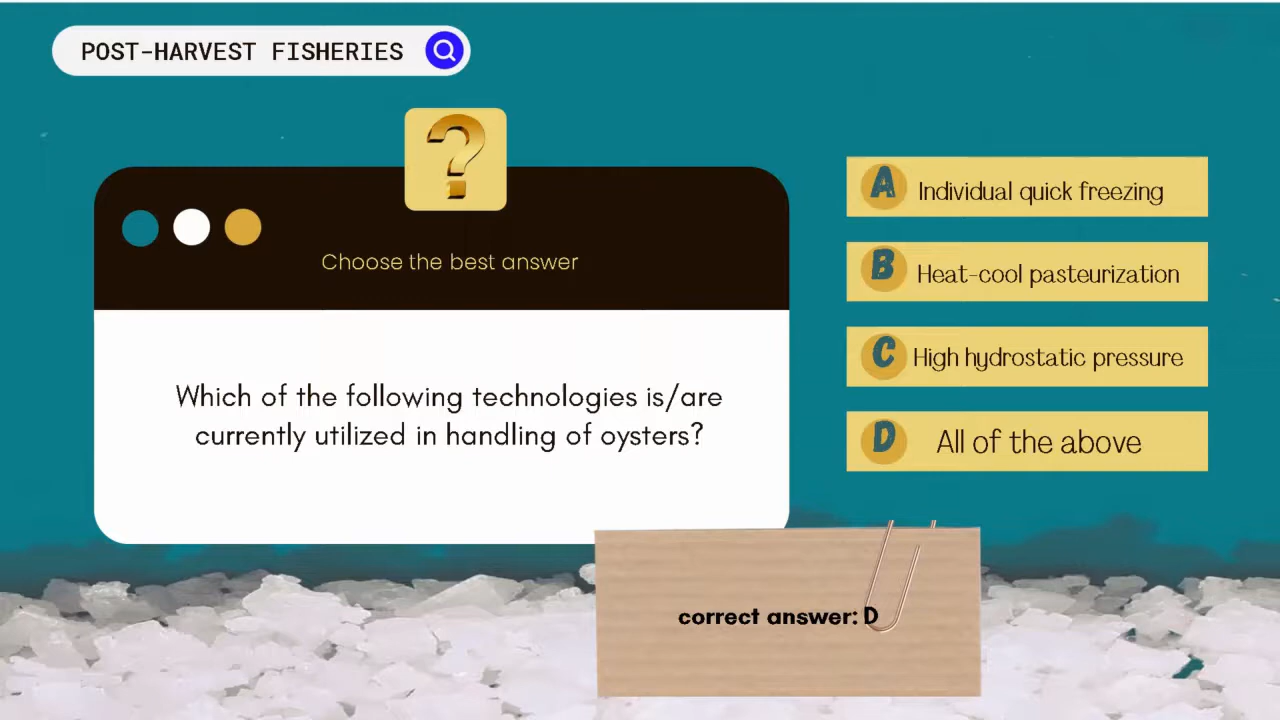 POST-HARVEST FISHERIES
?
Choose the best answer
Which of the following technologies is/are
currently utilized in handling of oysters?
A Individual quick freezing
B Heat-cool pasteurization
C High hydrostatic pressure
D All of the above
correct answer: D